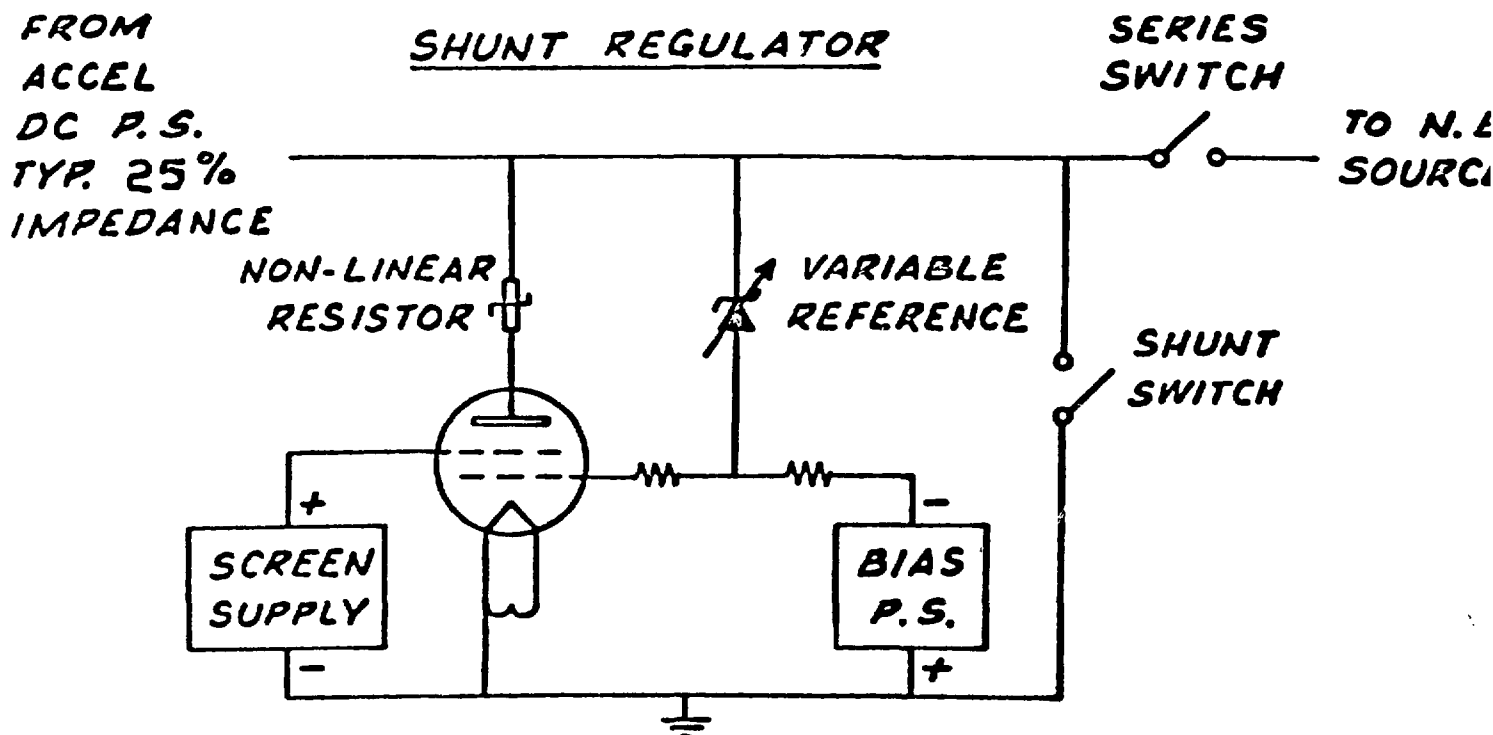 FROM
ACCEL
DC P.S.
TYP. 25%
IMPEDANCE
SHUNT REGULATOR
SERIES
SWITCH
TO N.
NON-LINEAR
RESISTOR
VARIABLE
REFERENCE
SHUNT
SWITCH
+
SCREEN
SUPPLY
-
-
BIAS
P.S.
+